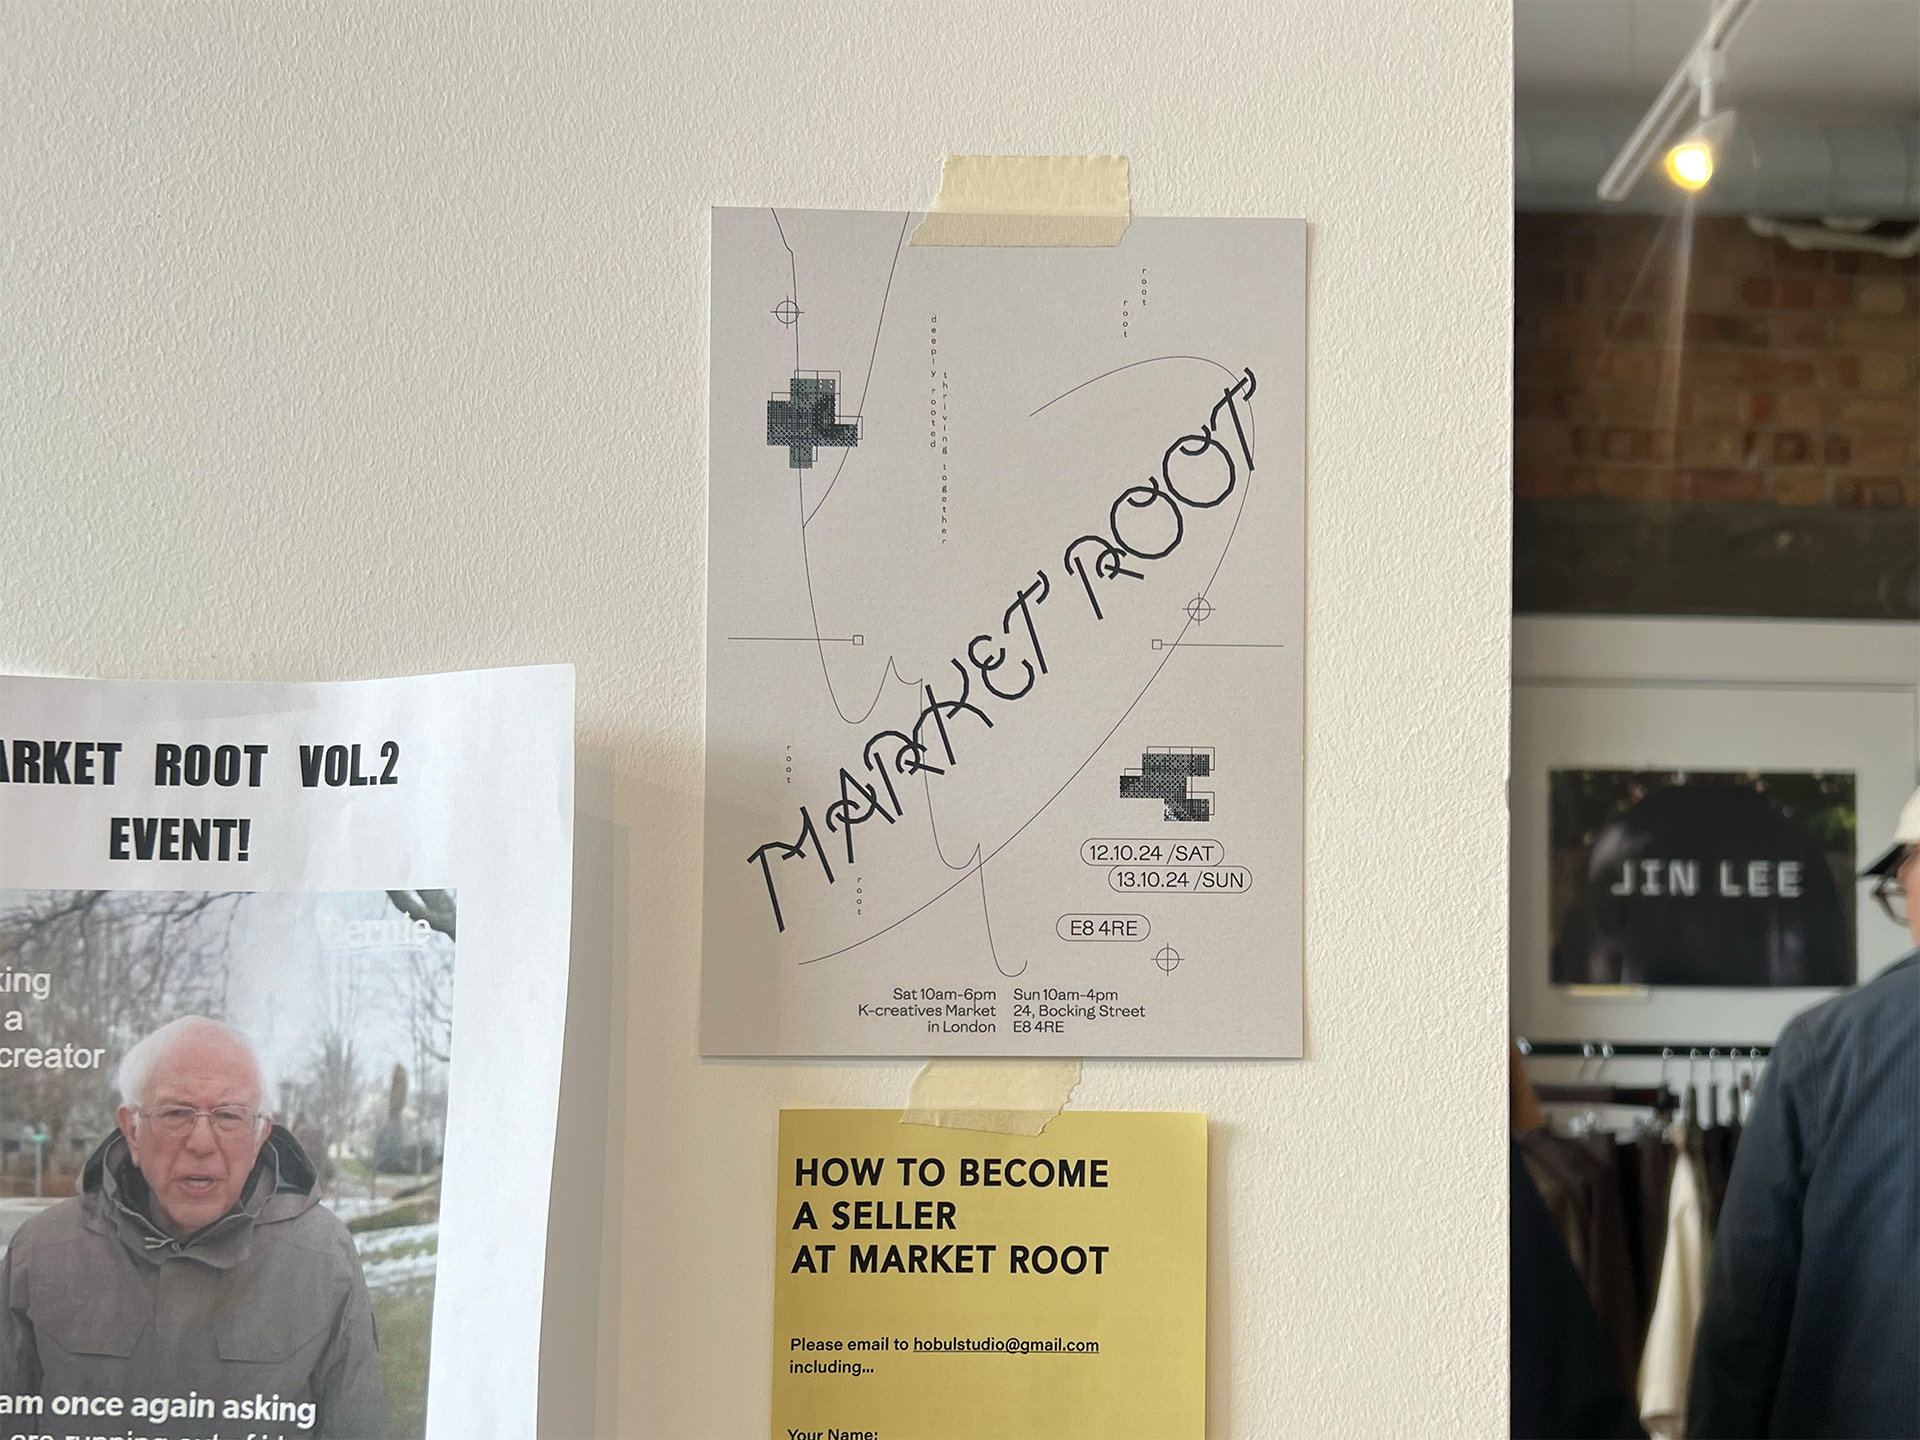 root
root
deeply rooted
thriving together
MARKET ROOT
root
root
12.10.24 /SAT
13.10.24 /SUN
E8 4RE
Sat 10am–6pm
K-creatives Market
in London
Sun 10am–4pm
24, Bocking Street
E8 4RE
ARKET ROOT VOL.2
EVENT!
Bernie
king
a
creator
am once again asking
HOW TO BECOME
A SELLER
AT MARKET ROOT
Please email to hobulstudio@gmail.com
including...
Your Name:
JIN LEE